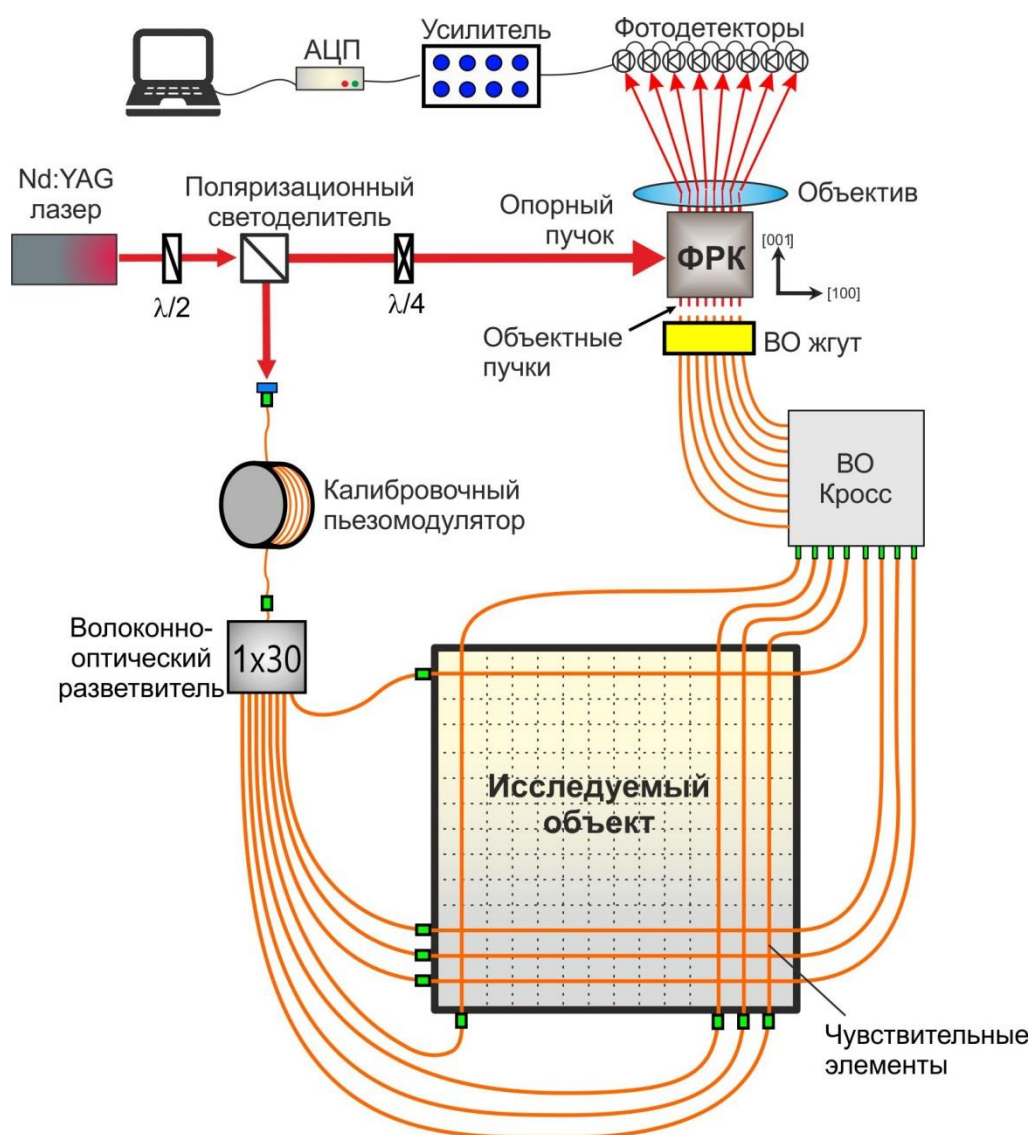 Усилитель
Фотодетекторы
АЦП
Nd:YAG
лазер
Поляризационный
светоделитель
Опорный
пучок
Объектив
ФРК
[001]
[100]
λ/2
λ/4
Объектные
пучки
ВО жгут
ВО
Кросс
Калибровочный
пьезомодулятор
Волоконно-
оптический
разветвитель
1x30
Исследуемый
объект
Чувствительные
элементы